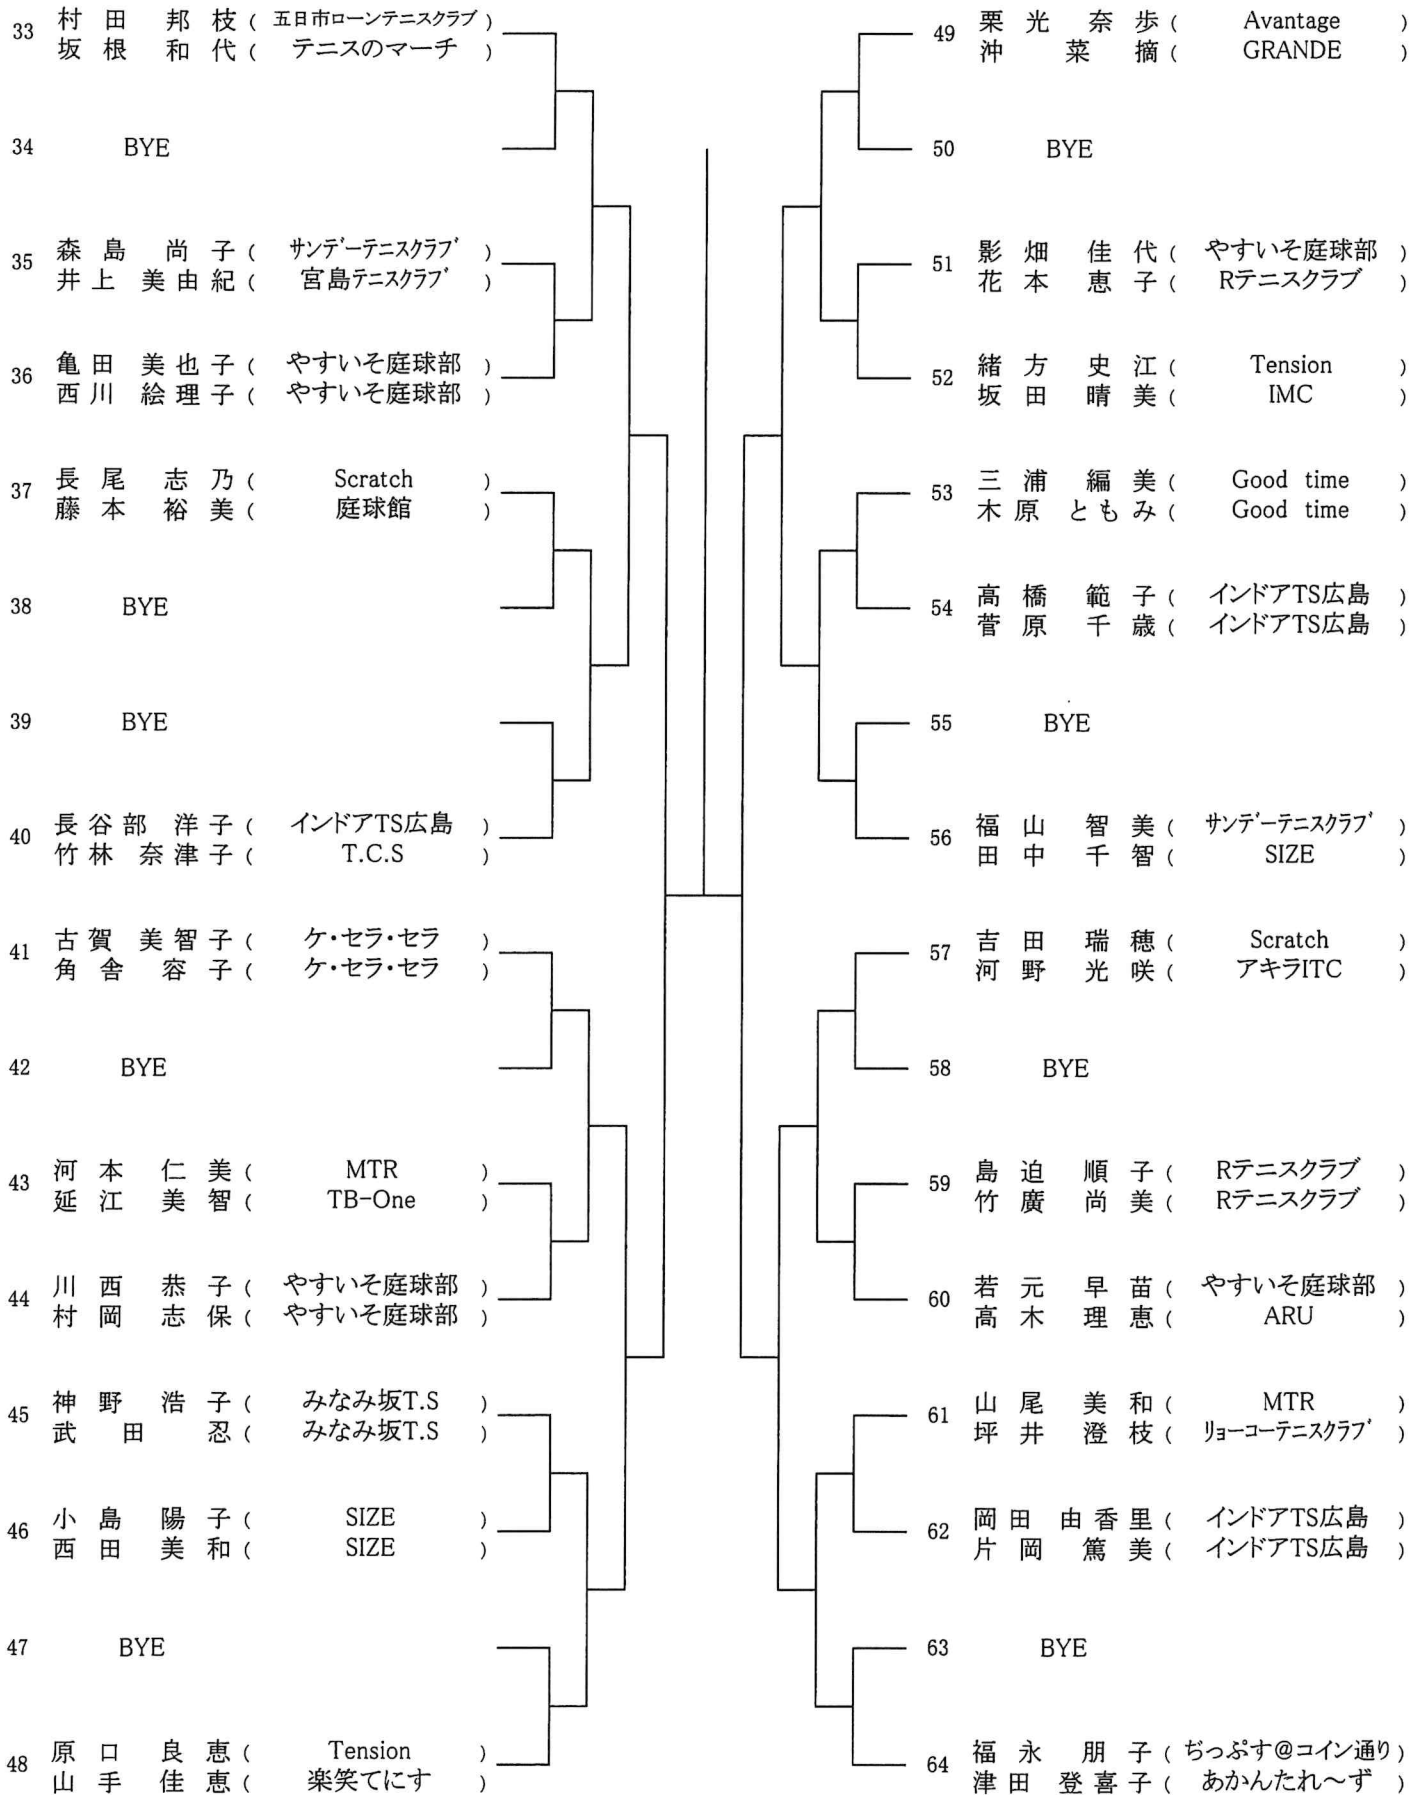 33 村田 邦枝 ( 五日市ローンテニスクラブ )
坂根 和代 ( テニスのマーチ )
34 BYE
35 森島 尚子 ( サンデーテニスクラブ )
井上 美由紀 ( 宮島テニスクラブ )
36 亀田 美也子 ( やすいそ庭球部 )
西川 絵理子 ( やすいそ庭球部 )
37 長尾 志乃 ( Scratch )
藤本 裕美 ( 庭球館 )
38 BYE
39 BYE
40 長谷部 洋子 ( インドアTS広島 )
竹林 奈津子 ( T.C.S )
41 古賀 美智子 ( ケ・セラ・セラ )
角舎 容子 ( ケ・セラ・セラ )
42 BYE
43 河本 仁美 ( MTR )
延江 美智 ( TB-One )
44 川西 恭子 ( やすいそ庭球部 )
村岡 志保 ( やすいそ庭球部 )
45 神野 浩子 ( みなみ坂T.S )
武田 忍 ( みなみ坂T.S )
46 小島 陽子 ( SIZE )
西田 美和 ( SIZE )
47 BYE
48 原口 良恵 ( Tension )
山手 佳恵 ( 楽笑てにす )
49 栗光 奈歩 ( Avantage )
沖 菜摘 ( GRANDE )
50 BYE
51 影畑 佳代 ( やすいそ庭球部 )
花本 恵子 ( Rテニスクラブ )
52 緒方 史江 ( Tension )
坂田 晴美 ( IMC )
53 三浦 編美 ( Good time )
木原 ともみ ( Good time )
54 高橋 範子 ( インドアTS広島 )
菅原 千歳 ( インドアTS広島 )
55 BYE
56 福山 智美 ( サンデーテニスクラブ )
田中 千智 ( SIZE )
57 吉田 瑞穂 ( Scratch )
河野 光咲 ( アキラITC )
58 BYE
59 島迫 順子 ( Rテニスクラブ )
竹廣 尚美 ( Rテニスクラブ )
60 若元 早苗 ( やすいそ庭球部 )
高木 理恵 ( ARU )
61 山尾 美和 ( MTR )
坪井 澄枝 ( リョーコーテニスクラブ )
62 岡田 由香里 ( インドアTS広島 )
片岡 篤美 ( インドアTS広島 )
63 BYE
64 福永 朋子 ( ぢっぷす@コイン通り )
津田 登喜子 ( あかんたれ~ず )